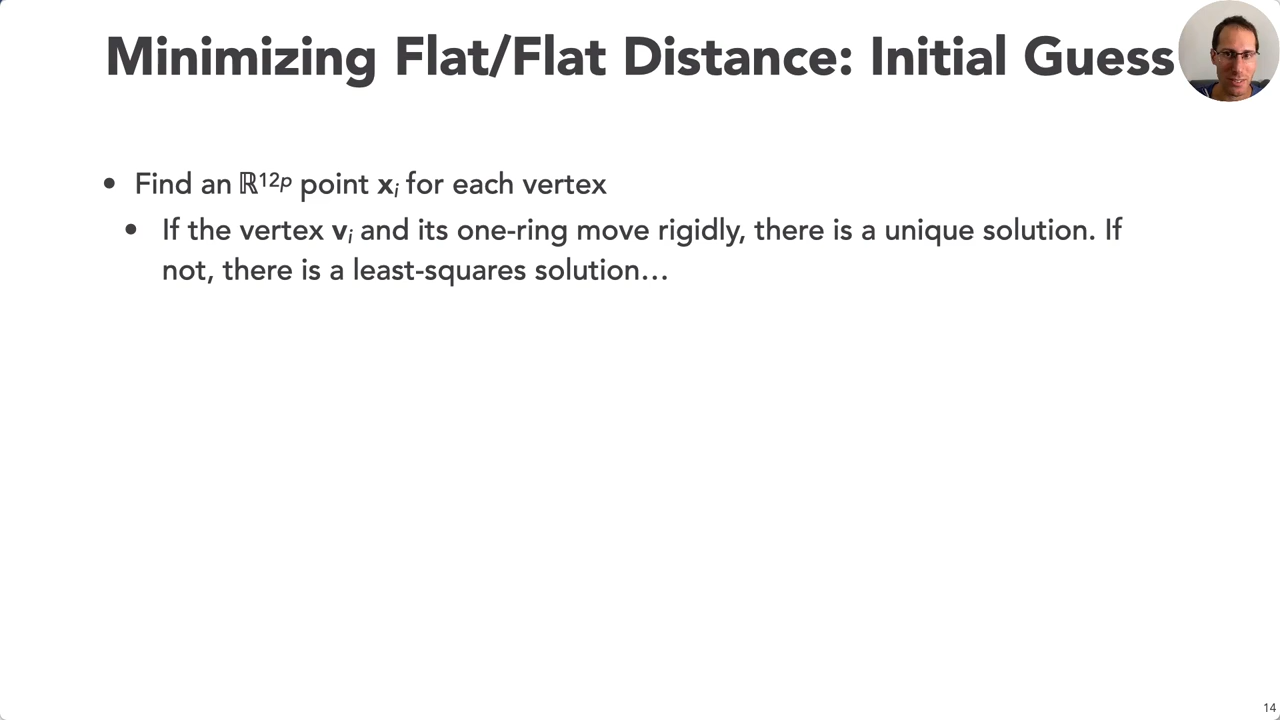 Minimizing Flat/Flat Distance: Initial Guess
• Find an ℝ¹²ᵖ point xᵢ for each vertex
• If the vertex vᵢ and its one-ring move rigidly, there is a unique solution. If
not, there is a least-squares solution…
14